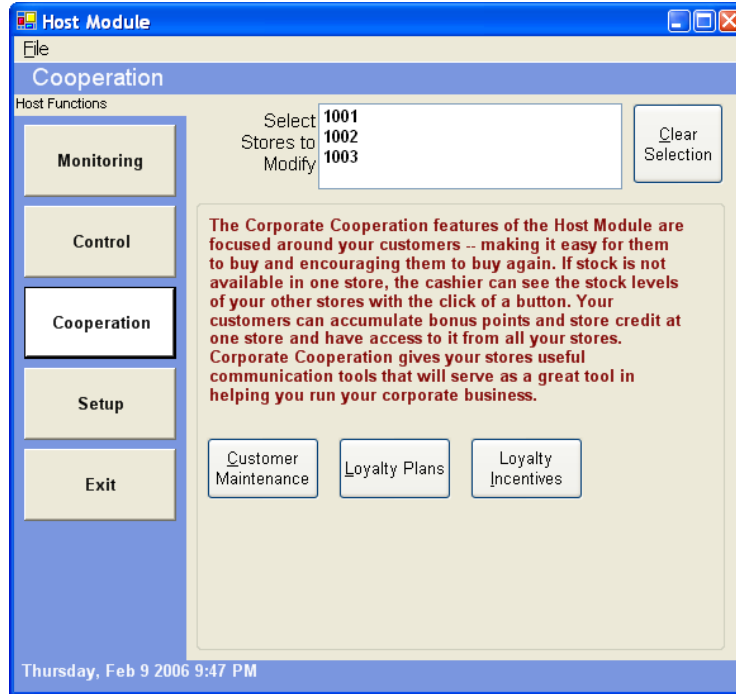 Host Module
File
Cooperation
Host Functions
Monitoring
Control
Cooperation
Setup
Exit
Select
Stores to
Modify
1001
1002
1003
Clear
Selection
The Corporate Cooperation features of the Host Module are
focused around your customers -- making it easy for them
to buy and encouraging them to buy again. If stock is not
available in one store, the cashier can see the stock levels
of your other stores with the click of a button. Your
customers can accumulate bonus points and store credit at
one store and have access to it from all your stores.
Corporate Cooperation gives your stores useful
communication tools that will serve as a great tool in
helping you run your corporate business.
Customer
Maintenance
Loyalty Plans
Loyalty
Incentives
Thursday, Feb 9 2006 9:47 PM